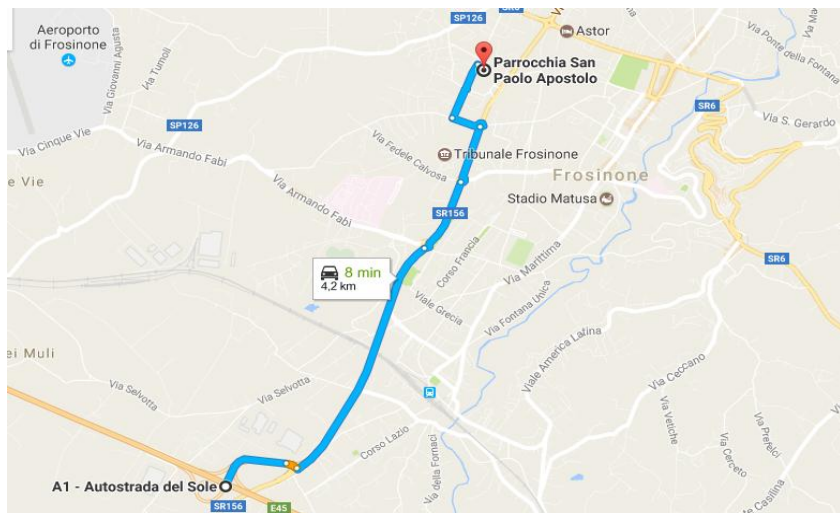 SP126
SR6
Aeroporto
di Frosinone
Via Giovanni Agusta
Via Tumoli
Astor
Parrocchia San
Paolo Apostolo
Via Ponte della Fontana
SR6
Via S. Gerardo
SP126
Via Cinque Vie
Via Armando Fabi
Via Fedele Calvosa
Tribunale Frosinone
Frosinone
e Vie
Stadio Matusa
Via Armando Fabi
SR156
Corso Francia
Via Marittima
SR6
8 min
4,2 km
Viale Grecia
Via Fontana Unica
Viale America Latina
Via Ceccano
ei Muli
Via Selvotta
Via Selvotta
Corso Lazio
Via della Fornaci
Via Vetiche
Via Prefelci
Via Cerceto
e Casilina
A1 - Autostrada del Sole
SR156
E45